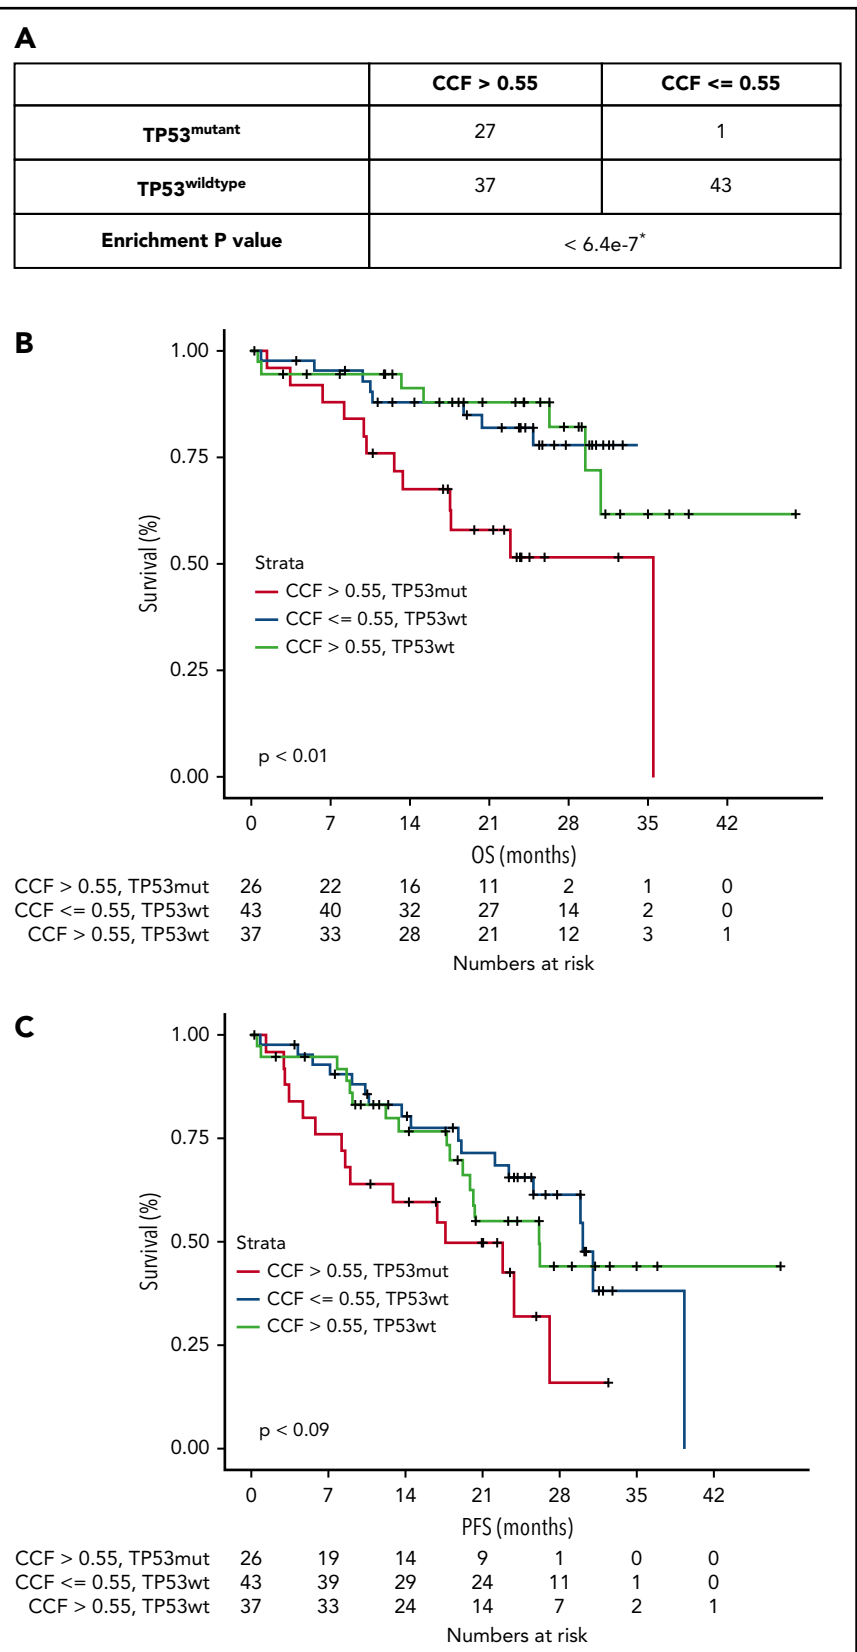 A
CCF > 0.55 CCF <= 0.55
TP53mutant 27 1
TP53wildtype 37 43
Enrichment P value < 6.4e-7*
B
1.00
0.75
0.50
0.25
0.00
Survival (%)
Strata
CCF > 0.55, TP53mut
CCF <= 0.55, TP53wt
CCF > 0.55, TP53wt
p < 0.01
0 7 14 21 28 35 42
OS (months)
CCF > 0.55, TP53mut 26 22 16 11 2 1 0
CCF <= 0.55, TP53wt 43 40 32 27 14 2 0
CCF > 0.55, TP53wt 37 33 28 21 12 3 1
Numbers at risk
C
1.00
0.75
0.50
0.25
0.00
Survival (%)
Strata
CCF > 0.55, TP53mut
CCF <= 0.55, TP53wt
CCF > 0.55, TP53wt
p < 0.09
0 7 14 21 28 35 42
PFS (months)
CCF > 0.55, TP53mut 26 19 14 9 1 0 0
CCF <= 0.55, TP53wt 43 39 29 24 11 1 0
CCF > 0.55, TP53wt 37 33 24 14 7 2 1
Numbers at risk